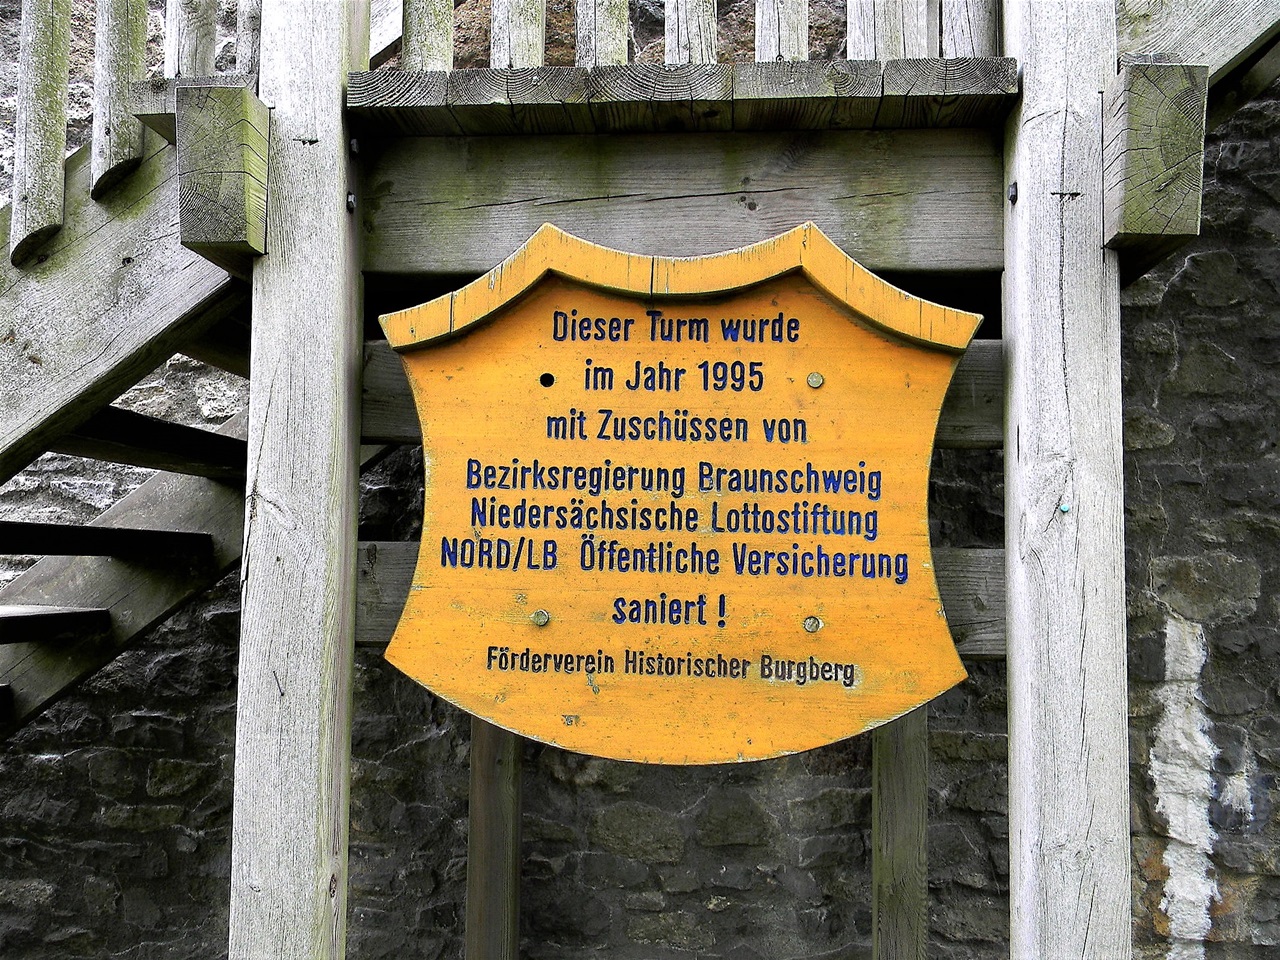 Dieser Turm wurde
im Jahr 1995
mit Zuschüssen von
Bezirksregierung Braunschweig
Niedersächsische Lottostiftung
NORD/LB Öffentliche Versicherung
saniert !
Förderverein Historischer Burgberg